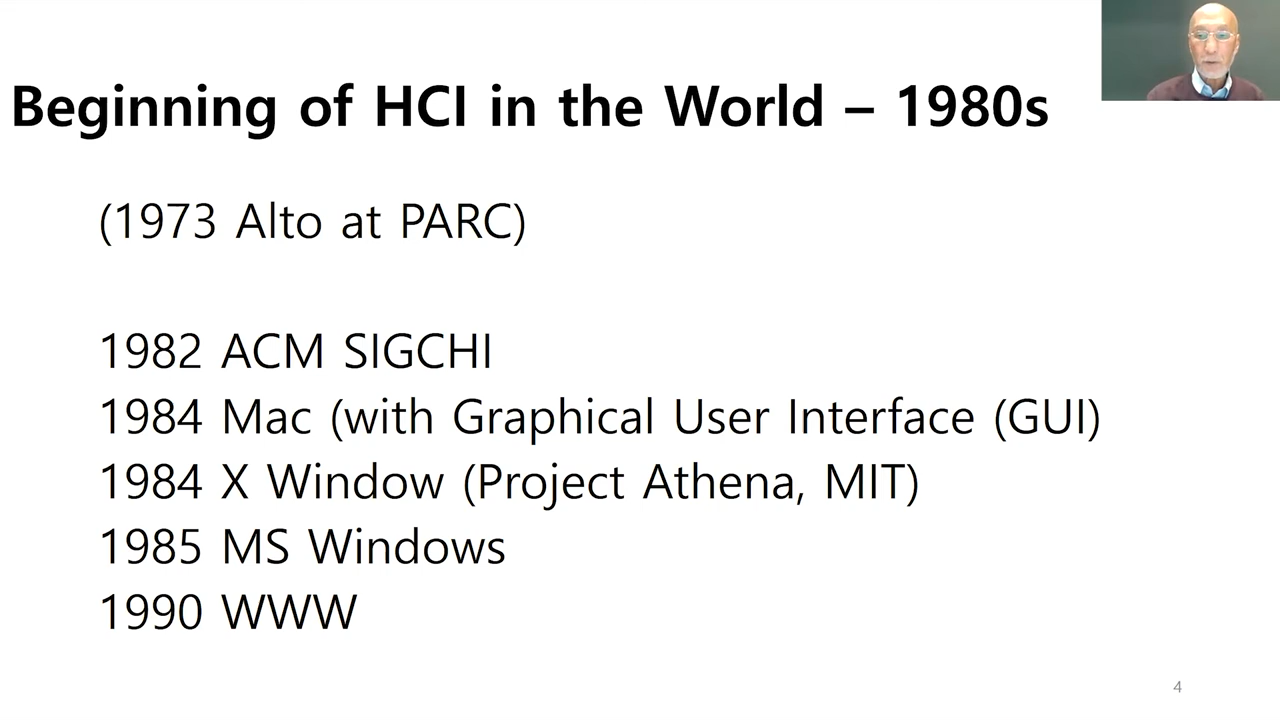 Beginning of HCI in the World – 1980s
(1973 Alto at PARC)
1982 ACM SIGCHI
1984 Mac (with Graphical User Interface (GUI)
1984 X Window (Project Athena, MIT)
1985 MS Windows
1990 WWW
4